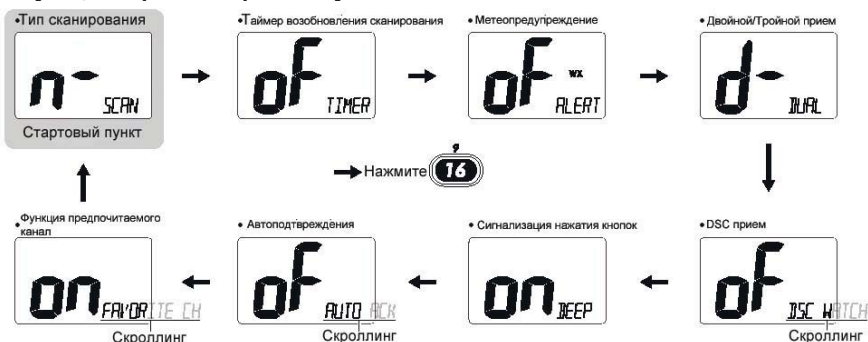 •Тип сканирования
n-
SCAN
Стартовый пункт
•Таймер возобновления сканирования
oF
TIMER
•Метеопредупреждение
oF
WX
ALERT
•Двойной/Тройной прием
d-
DUAL
Нажмите
9
16
•Функция предпочитаемого
канал
on
FAVORITE CH
Скроллинг
•Автоподтвреждения
oF
AUTO ACK
Скроллинг
•Сигнализация нажатия кнопок
on
BEEP
•DSC прием
oF
DSC WATCH
Скроллинг